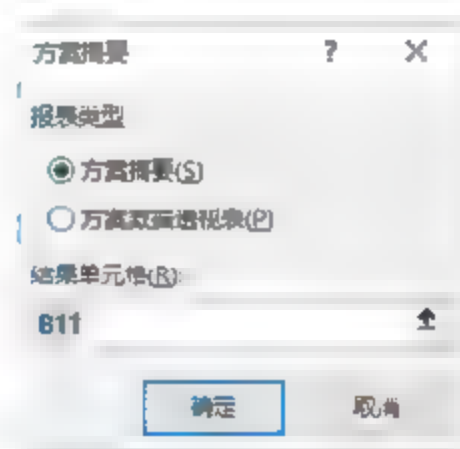 方案摘要 ? ×
报表类型
方案摘要(S)
方案数据透视表(P)
结果单元格(R):
B11
确定 取消